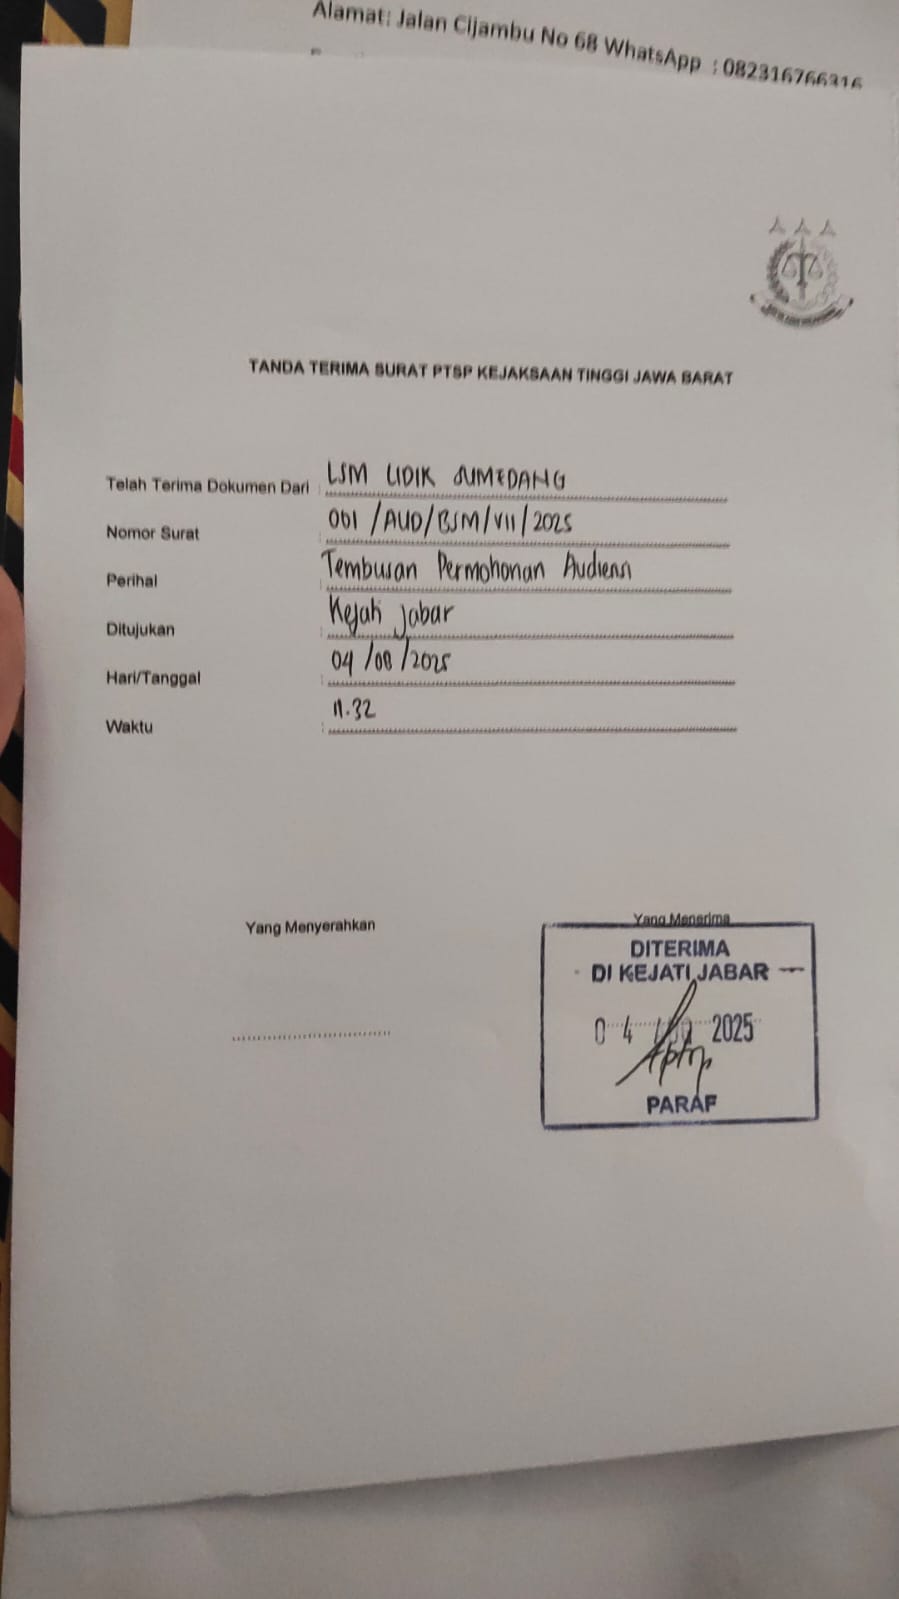 Alamat: Jalan Cijambu No 68 WhatsApp : 082316766316
TANDA TERIMA SURAT PTSP KEJAKSAAN TINGGI JAWA BARAT
Telah Terima Dokumen Dari : LSM LIDIK SUMEDANG
Nomor Surat : 001 /AUD/BSM/VII/2025
Perihal : Tembusan Permohonan Audiensi
Ditujukan : Kejati Jabar
Hari/Tanggal : 04/08/2025
Waktu : 11.32
Yang Menyerahkan
Yang Menerima
DITERIMA
DI KEJATI JABAR
04 2025
PARAF